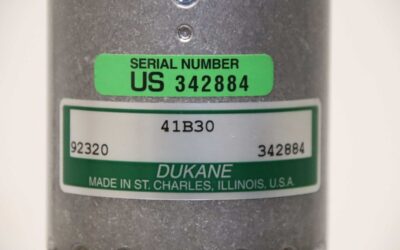 SERIAL NUMBER
US 342884
41B30
92320 342884
DUKANE
MADE IN ST. CHARLES, ILLINOIS, U.S.A.